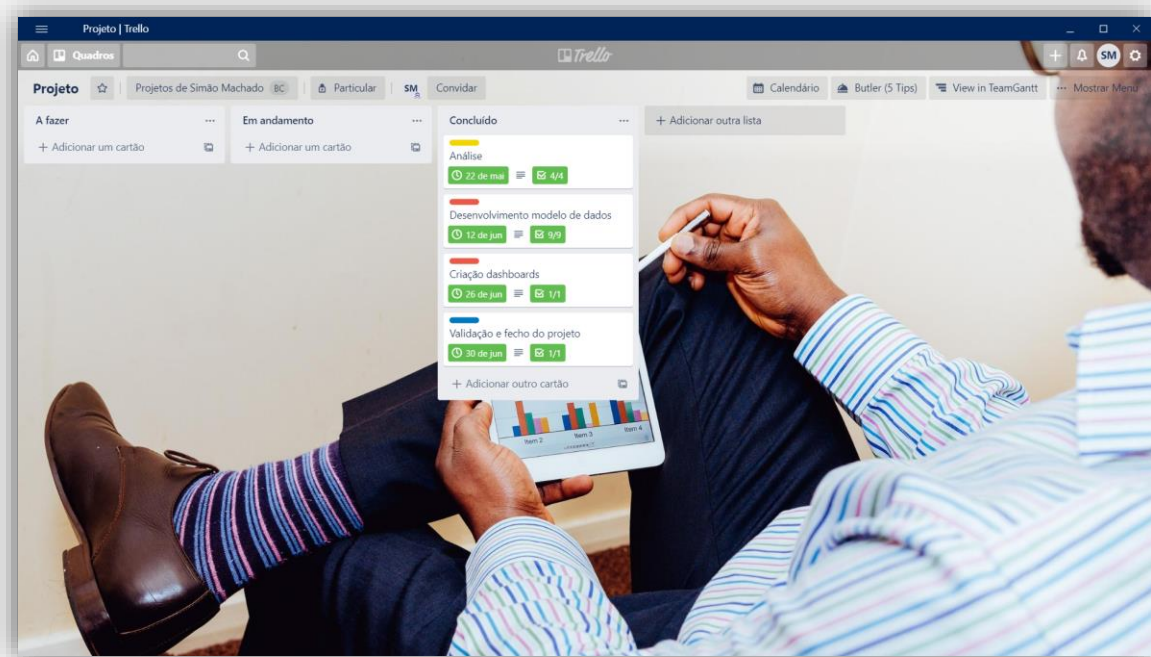 Projeto | Trello
Quadros
Trello
SM
Projeto
Projetos de Simão Machado BC
Particular
SM
Convidar
Calendário
Butler (5 Tips)
View in TeamGantt
... Mostrar Menu
A fazer ...
+ Adicionar um cartão
Em andamento ...
+ Adicionar um cartão
Concluído ...
Análise
22 de mai 4/4
Desenvolvimento modelo de dados
12 de jun 9/9
Criação dashboards
26 de jun 1/1
Validação e fecho do projeto
30 de jun 1/1
+ Adicionar outro cartão
+ Adicionar outra lista
Item 2 Item 3 Item 4